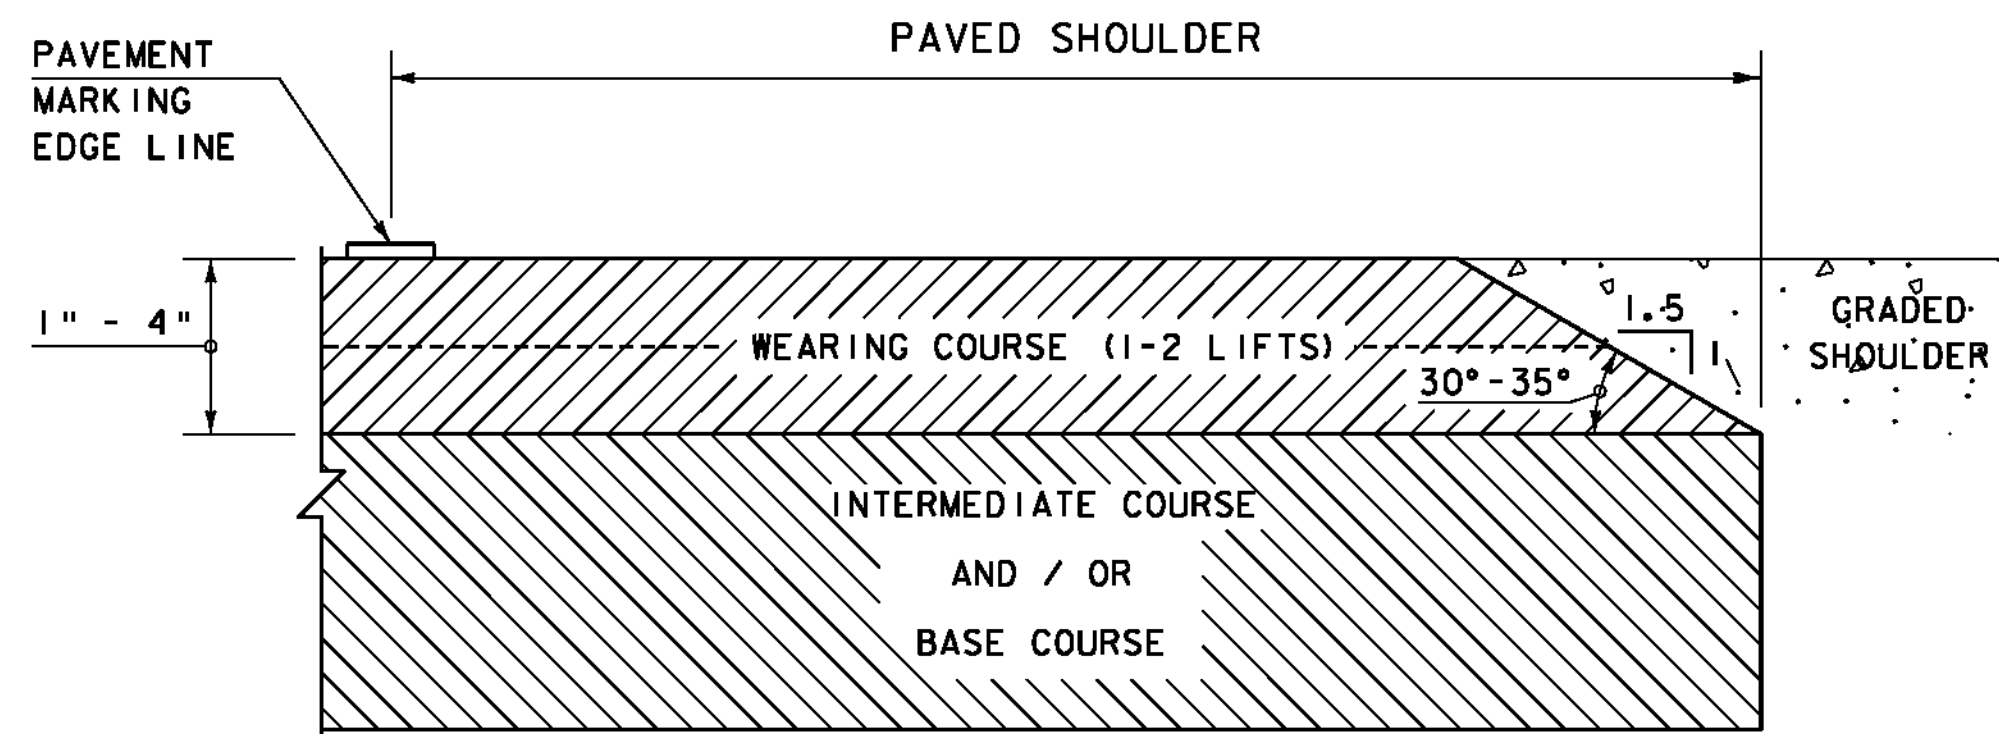 PAVED SHOULDER
PAVEMENT
MARKING
EDGE LINE
1" - 4"
WEARING COURSE (1-2 LIFTS)
30°-35°
1.5
1
GRADED
SHOULDER
INTERMEDIATE COURSE
AND / OR
BASE COURSE